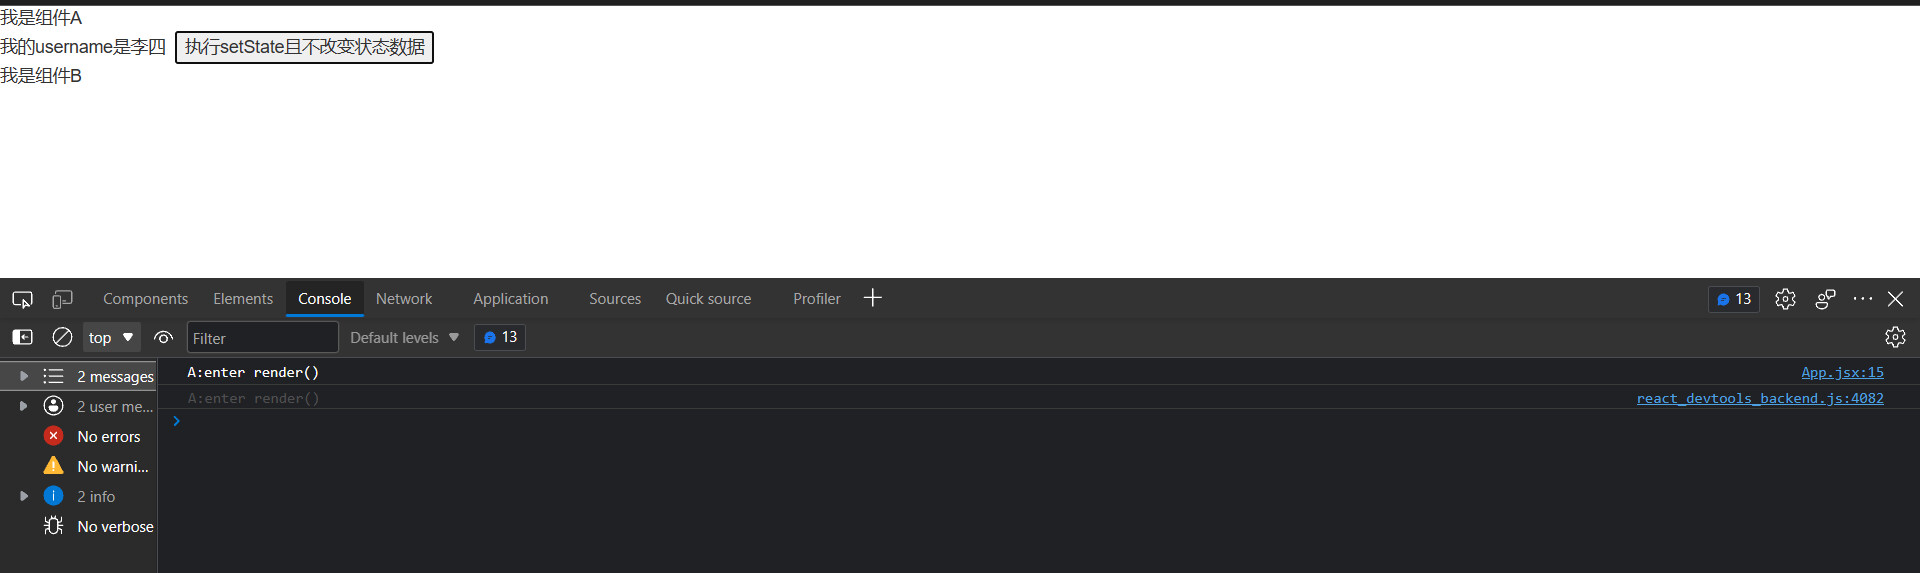 我是组件A
我的username是李四 执行setState且不改变状态数据
我是组件B
Components Elements Console Network Application Sources Quick source Profiler 13
top Filter Default levels 13
2 messages
2 user me...
No errors
No warni...
2 info
No verbose
A:enter render() App.jsx:15
A:enter render() react_devtools_backend.js:4082